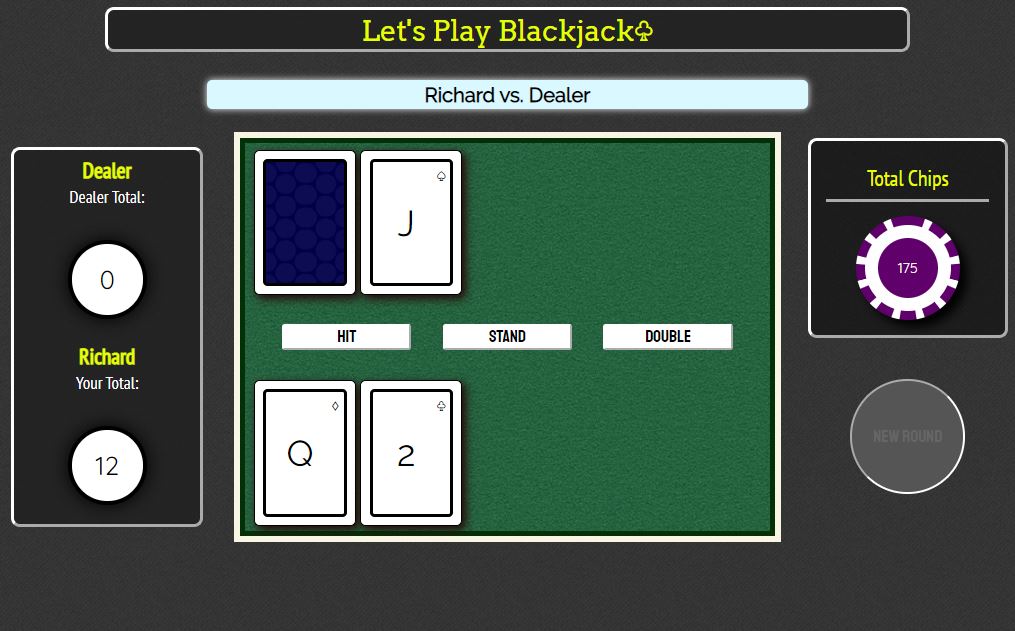 Let's Play Blackjack♧
Richard vs. Dealer
Dealer
Dealer Total:
0
Richard
Your Total:
12
♤
J
HIT
STAND
DOUBLE
♢
Q
♧
2
Total Chips
175
NEW ROUND